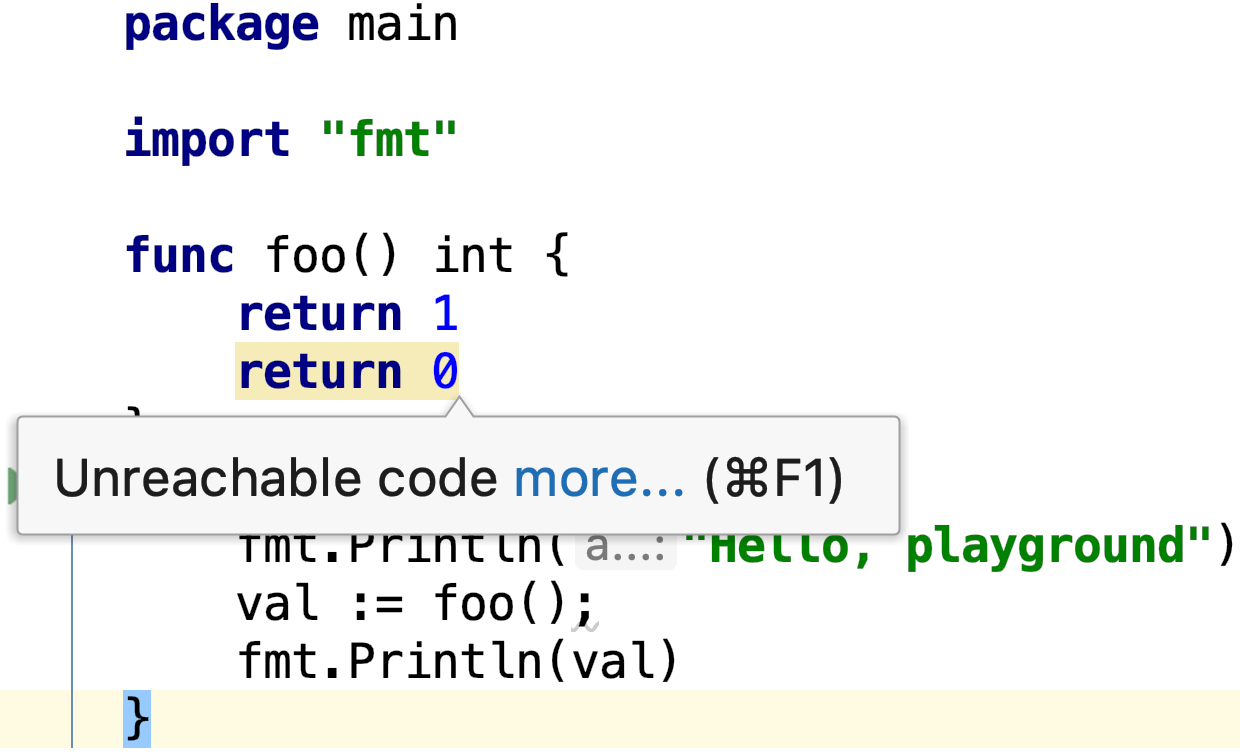 package main
import "fmt"
func foo() int {
return 1
return 0
}
Unreachable code more... (⌘F1)
fmt.Println( a...: "Hello, playground")
val := foo();
fmt.Println(val)
}